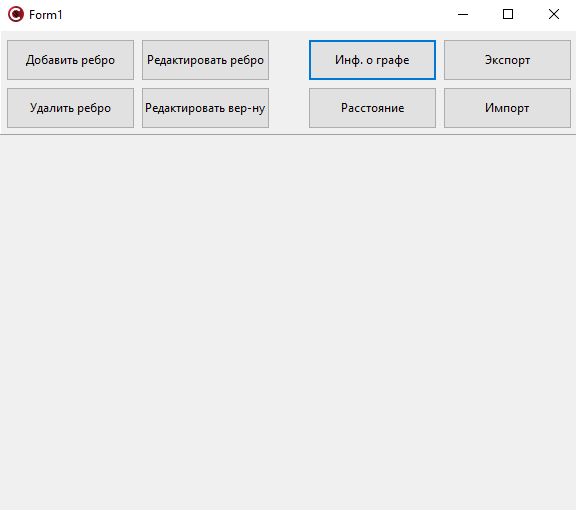 Form1
Добавить ребро
Редактировать ребро
Инф. о графе
Экспорт
Удалить ребро
Редактировать вер-ну
Расстояние
Импорт